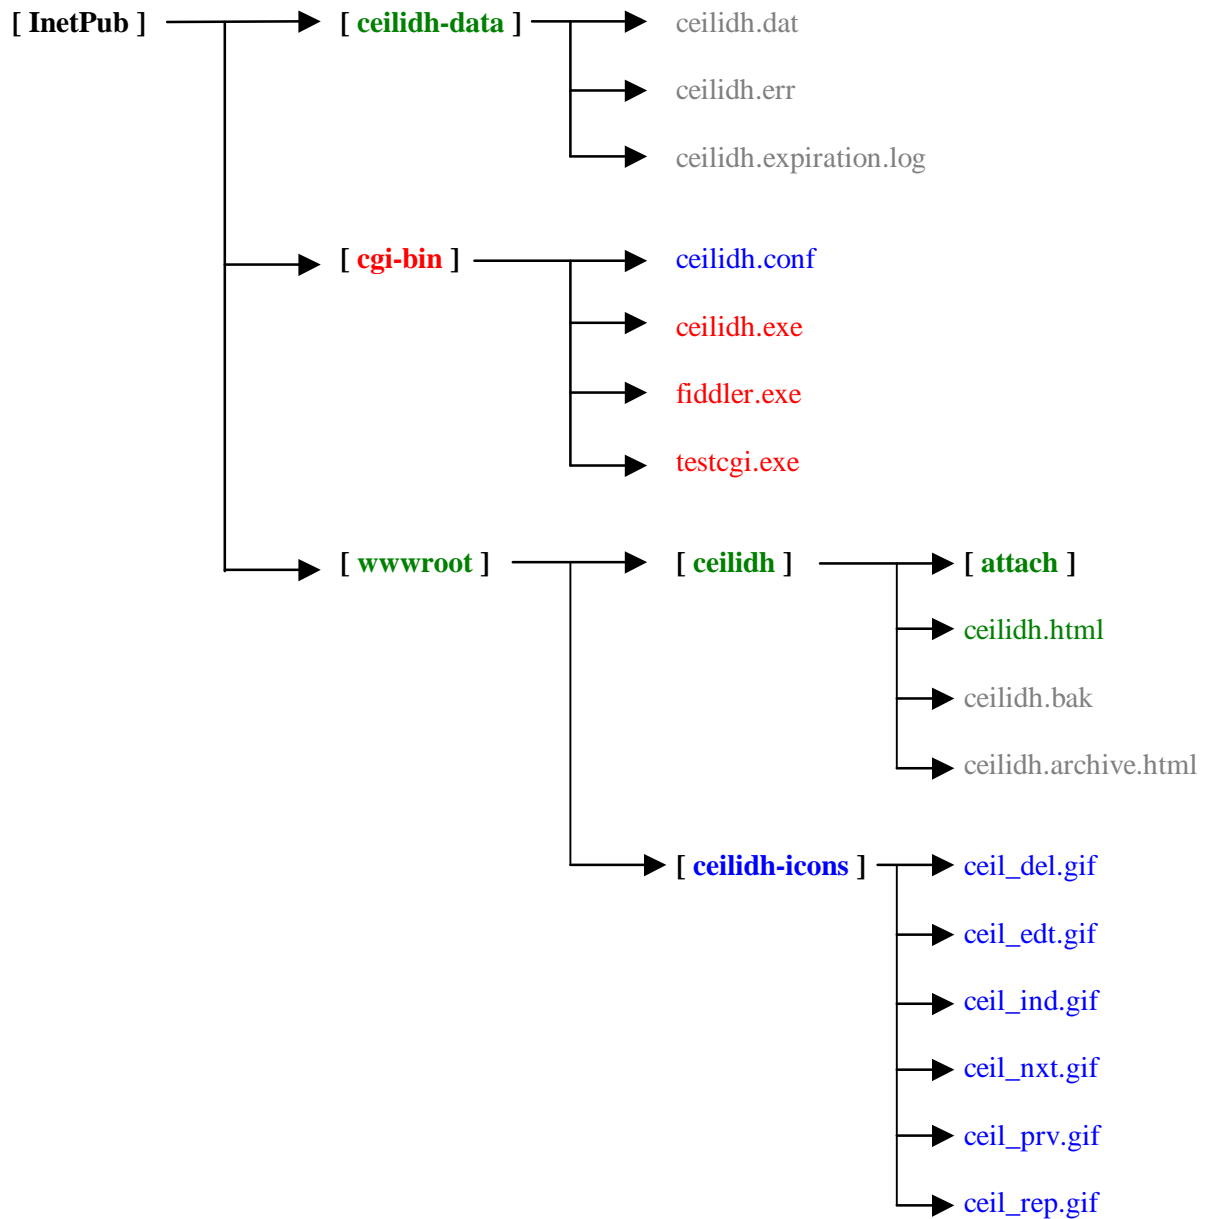 [ InetPub ] [ ceilidh-data ] ceilidh.dat
ceilidh.err
ceilidh.expiration.log
[ cgi-bin ] ceilidh.conf
ceilidh.exe
fiddler.exe
testcgi.exe
[ wwwroot ] [ ceilidh ] [ attach ]
ceilidh.html
ceilidh.bak
ceilidh.archive.html
[ ceilidh-icons ] ceil_del.gif
ceil_edt.gif
ceil_ind.gif
ceil_nxt.gif
ceil_prv.gif
ceil_rep.gif